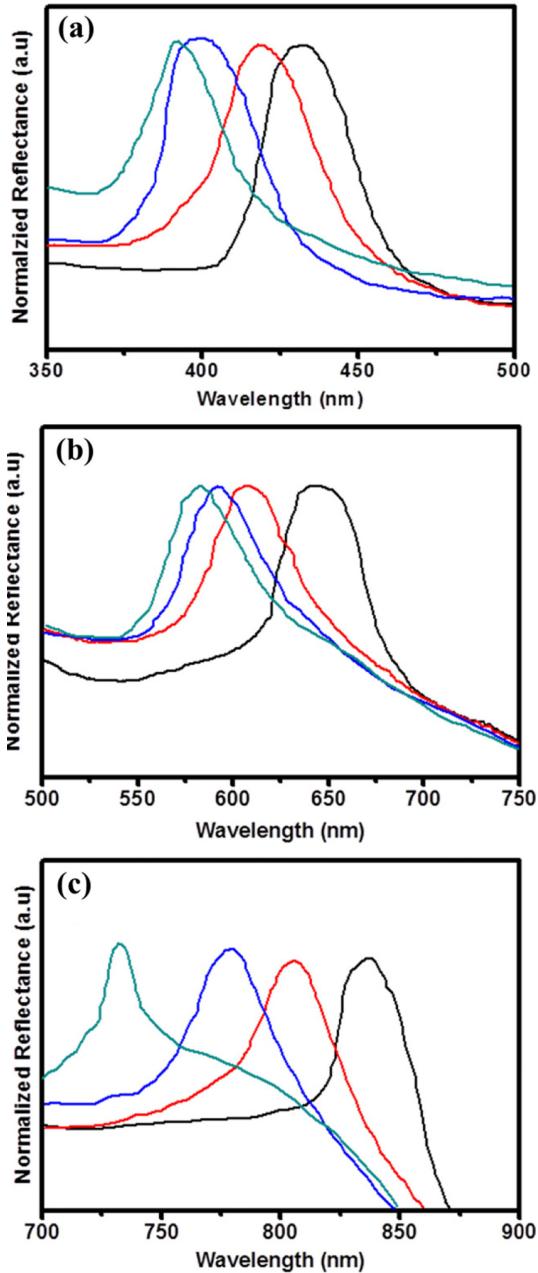 (a)
Normalzied Reflectance (a.u)
350 400 450 500
Wavelength (nm)
(b)
Normalized Reflectance (a.u)
500 550 600 650 700 750
Wavelength (nm)
(c)
Normalized Reflectance (a.u)
700 750 800 850 900
Wavelength (nm)